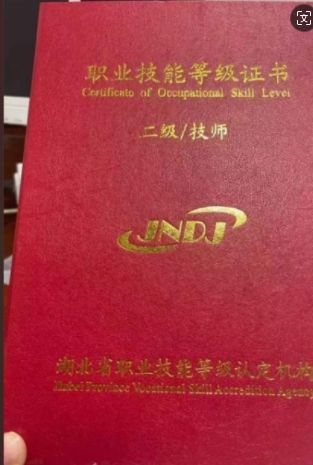 职业技能等级证书
Certificate of Occupational Skill Level
二级/技师
JNDJ
湖北省职业技能等级认定机构
Hubei Province Vocational Skill Accreditation Agency